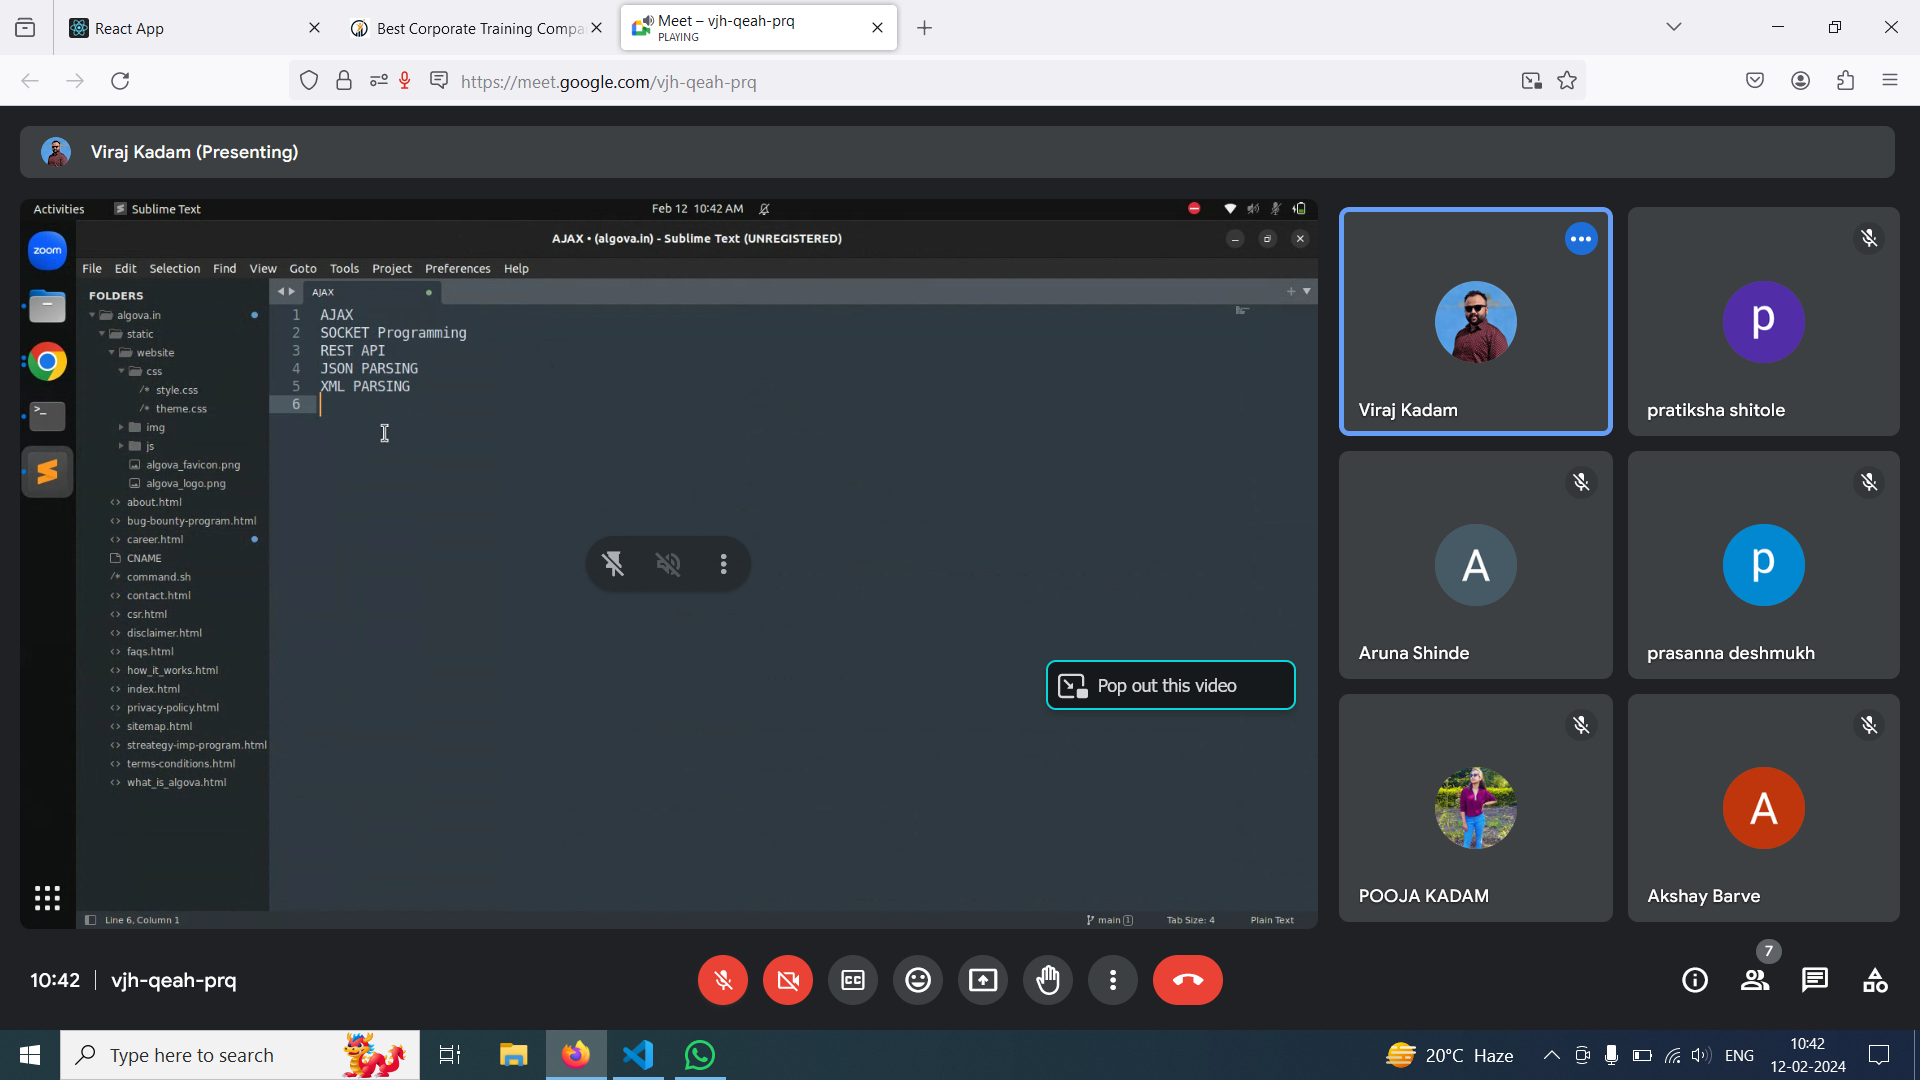 React App
Best Corporate Training Compa
Meet – vjh-qeah-prq
PLAYING
https://meet.google.com/vjh-qeah-prq
Viraj Kadam (Presenting)
Activities
Sublime Text
Feb 12 10:42 AM
zoom
AJAX • (algova.in) - Sublime Text (UNREGISTERED)
File Edit Selection Find View Goto Tools Project Preferences Help
FOLDERS
algova.in
static
website
css
style.css
theme.css
img
js
algova_favicon.png
algova_logo.png
about.html
bug-bounty-program.html
career.html
CNAME
command.sh
contact.html
csr.html
disclaimer.html
faqs.html
how_it_works.html
index.html
privacy-policy.html
sitemap.html
streategy-imp-program.html
terms-conditions.html
what_is_algova.html
AJAX
1 AJAX
2 SOCKET Programming
3 REST API
4 JSON PARSING
5 XML PARSING
6
Pop out this video
Line 6, Column 1
main 1
Tab Size: 4
Plain Text
Viraj Kadam
p
pratiksha shitole
A
Aruna Shinde
p
prasanna deshmukh
POOJA KADAM
A
Akshay Barve
10:42
vjh-qeah-prq
CC
7
Type here to search
20°C Haze
ENG
10:42
12-02-2024